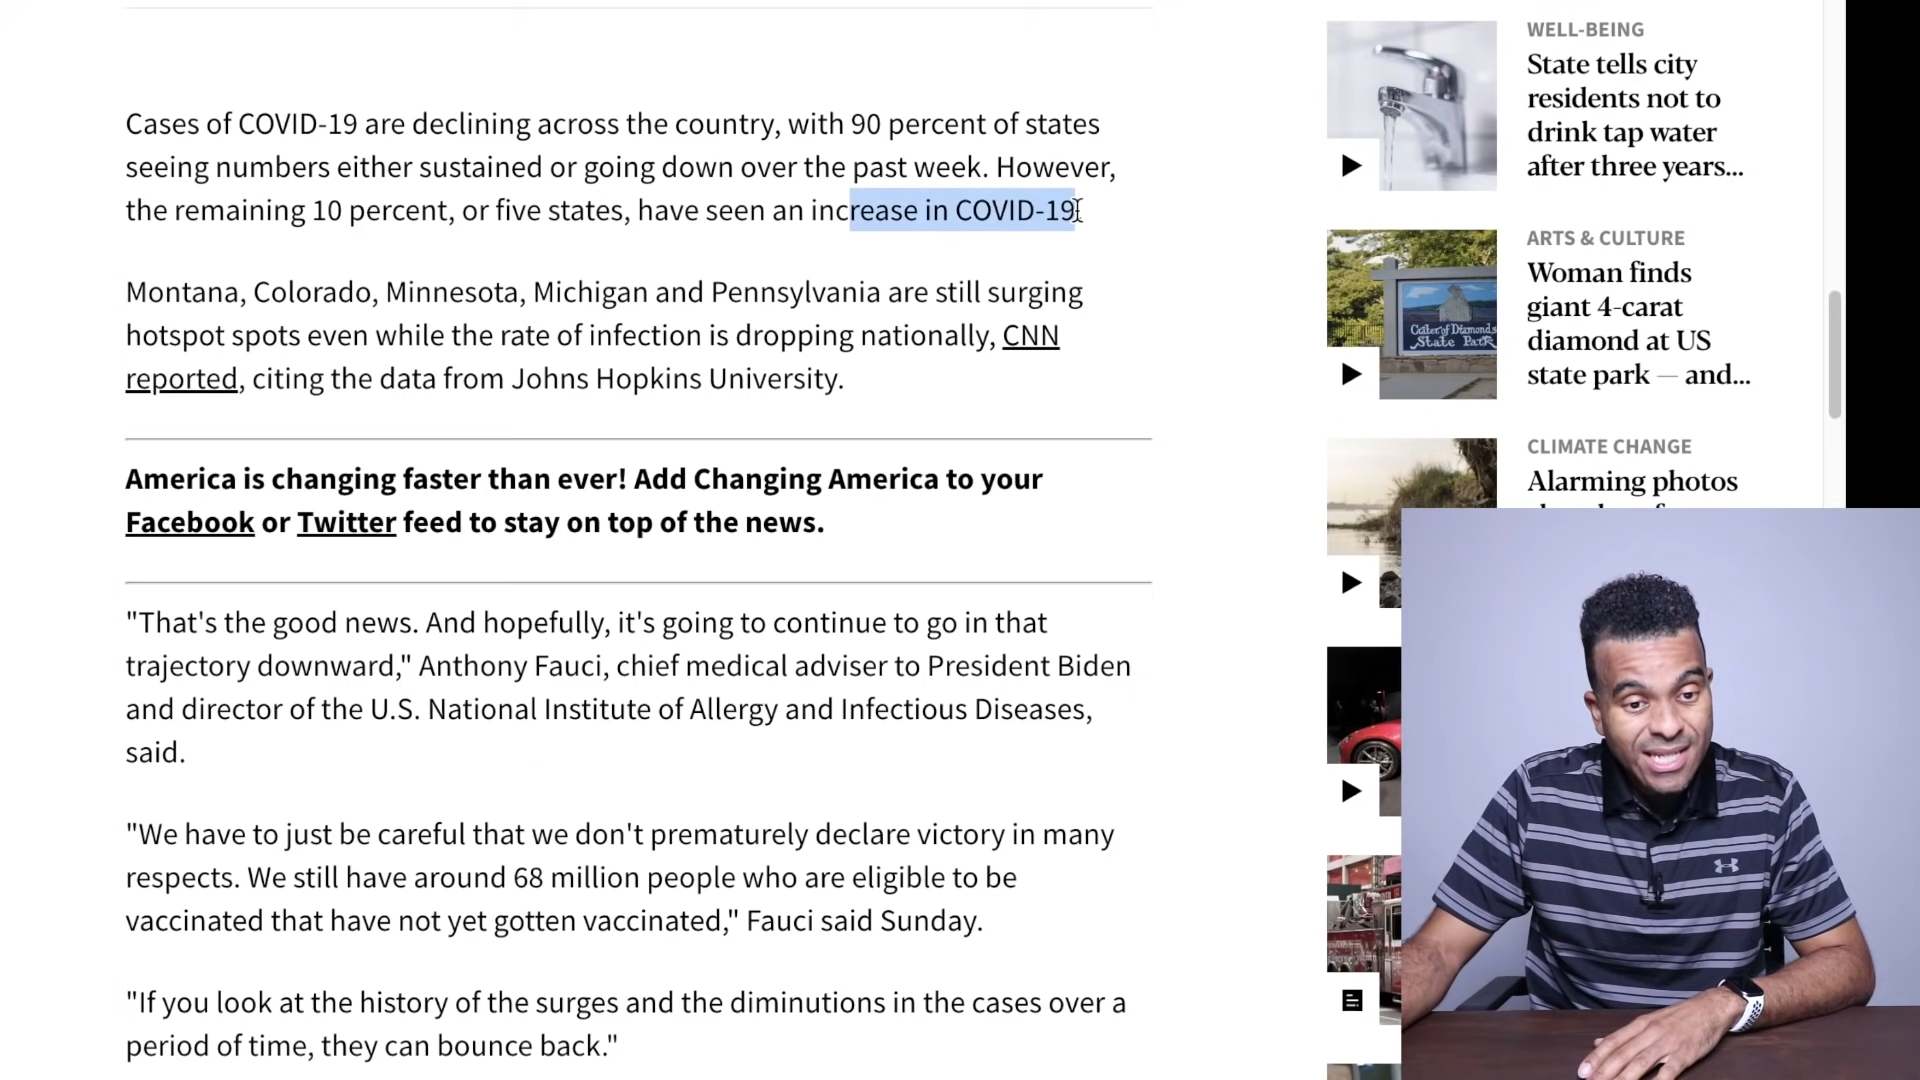 Cases of COVID-19 are declining across the country, with 90 percent of states
seeing numbers either sustained or going down over the past week. However,
the remaining 10 percent, or five states, have seen an increase in COVID-19.
Montana, Colorado, Minnesota, Michigan and Pennsylvania are still surging
hotspot spots even while the rate of infection is dropping nationally, CNN
reported, citing the data from Johns Hopkins University.
America is changing faster than ever! Add Changing America to your
Facebook or Twitter feed to stay on top of the news.
"That's the good news. And hopefully, it's going to continue to go in that
trajectory downward," Anthony Fauci, chief medical adviser to President Biden
and director of the U.S. National Institute of Allergy and Infectious Diseases,
said.
"We have to just be careful that we don't prematurely declare victory in many
respects. We still have around 68 million people who are eligible to be
vaccinated that have not yet gotten vaccinated," Fauci said Sunday.
"If you look at the history of the surges and the diminutions in the cases over a
period of time, they can bounce back."
WELL-BEING
State tells city
residents not to
drink tap water
after three years...
ARTS & CULTURE
Woman finds
giant 4-carat
diamond at US
state park — and...
Crater of Diamonds
State Park
CLIMATE CHANGE
Alarming photos